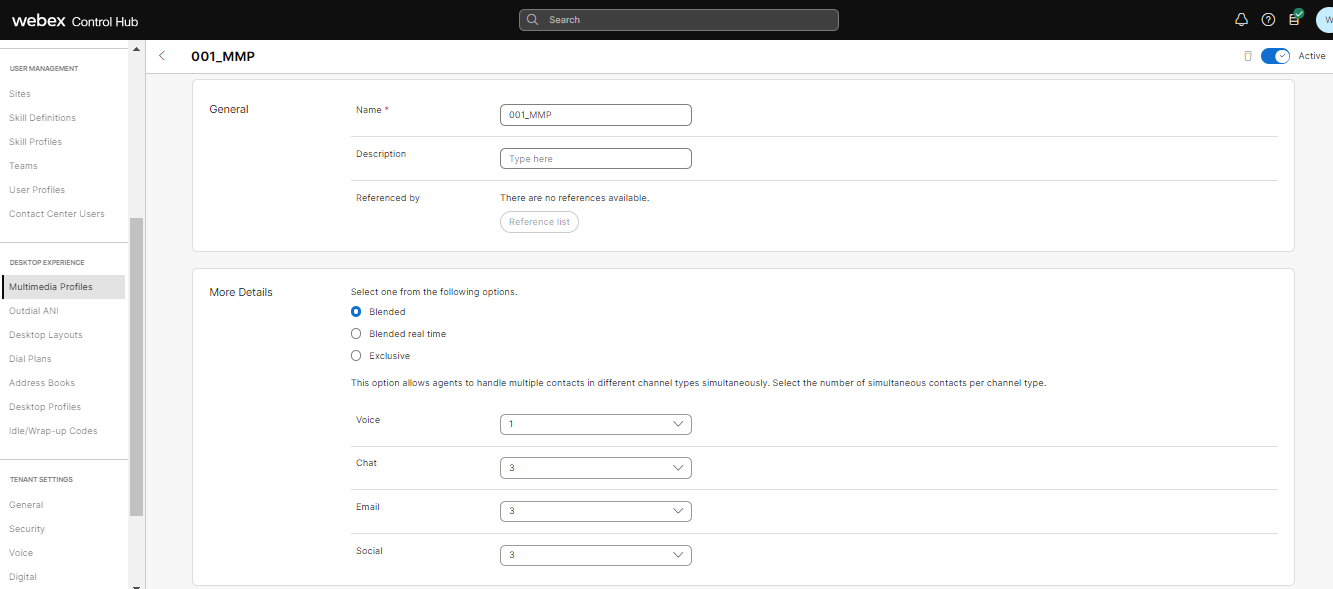 webex Control Hub
Search
W
USER MANAGEMENT
Sites
Skill Definitions
Skill Profiles
Teams
User Profiles
Contact Center Users
DESKTOP EXPERIENCE
Multimedia Profiles
Outdial ANI
Desktop Layouts
Dial Plans
Address Books
Desktop Profiles
Idle/Wrap-up Codes
TENANT SETTINGS
General
Security
Voice
Digital
001_MMP
Active
General
Name *
001_MMP
Description
Type here
Referenced by
There are no references available.
Reference list
More Details
Select one from the following options.
Blended
Blended real time
Exclusive
This option allows agents to handle multiple contacts in different channel types simultaneously. Select the number of simultaneous contacts per channel type.
Voice
1
Chat
3
Email
3
Social
3